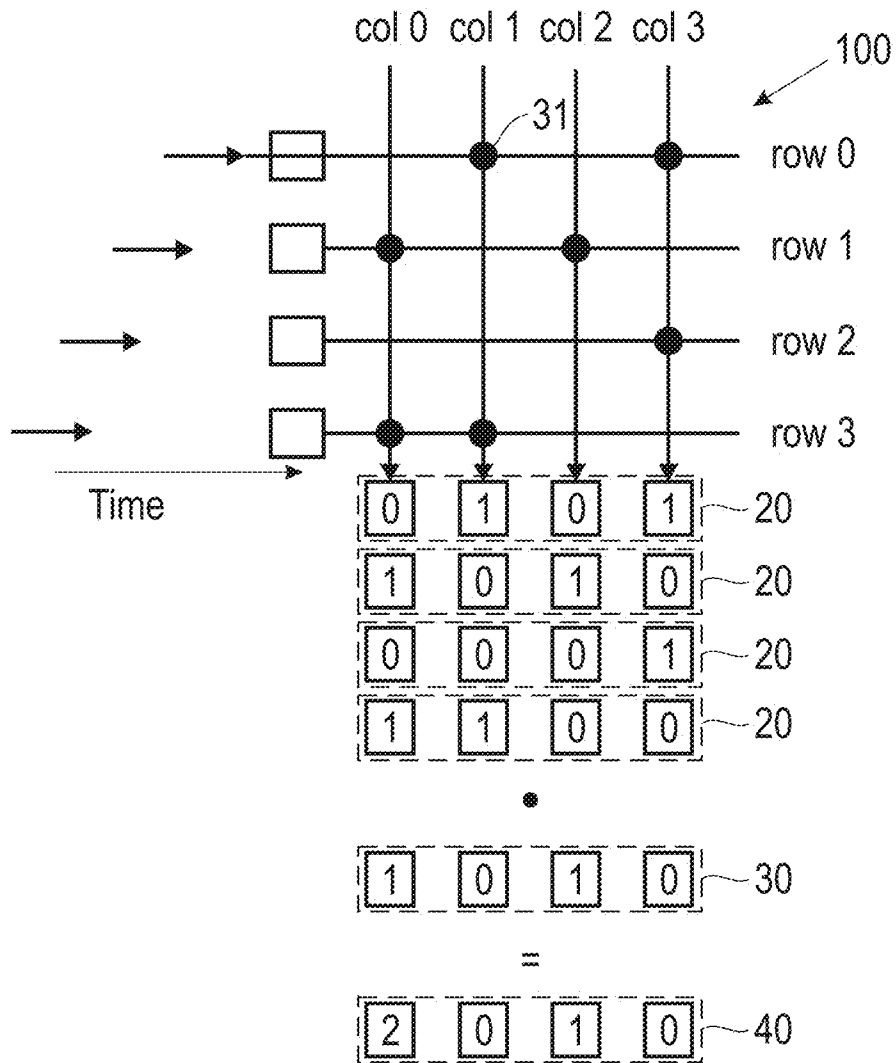 col 0 col 1 col 2 col 3
100
31
row 0
row 1
row 2
row 3
Time
0 1 0 1 20
1 0 1 0 20
0 0 0 1 20
1 1 0 0 20
•
1 0 1 0 30
=
2 0 1 0 40